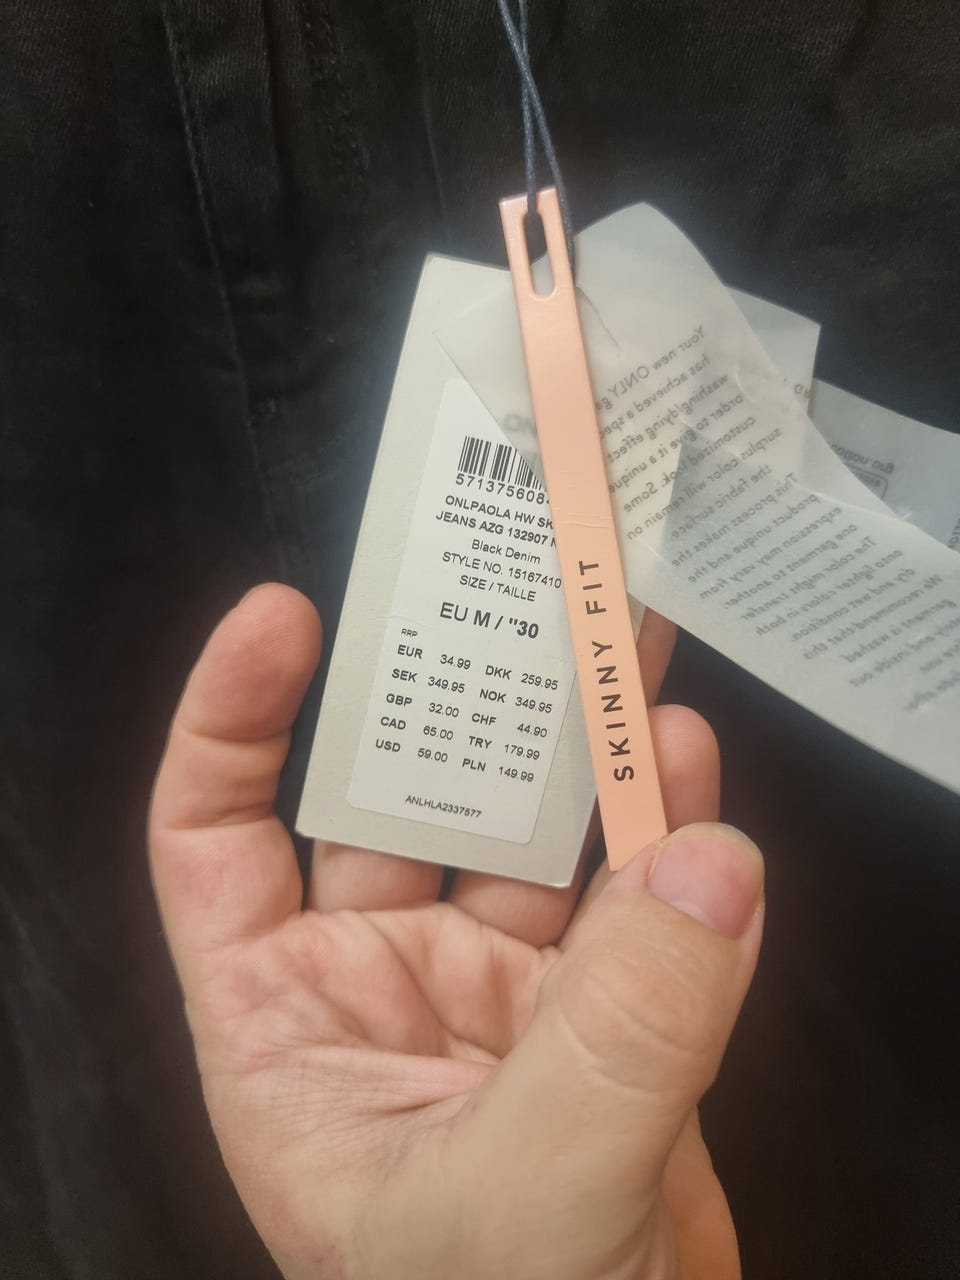 5713756084
ONLPAOLA HW SK
JEANS AZG 132907 N
Black Denim
STYLE NO. 15167410
SIZE / TAILLE
EU M / "30
RRP
EUR 34.99 DKK 259.95
SEK 349.95 NOK 349.95
GBP 32.00 CHF 44.90
CAD 65.00 TRY 179.99
USD 59.00 PLN 149.99
ANLHLA2337577
SKINNY FIT
Your new ONLY
has achieved a
washing/dying effect
order to give it a unique
customized look. Some
surplus color will remain on
the fabric surface.
This process makes the
product unique and the
expression may vary from
one garment to another.
The color might transfer
onto lighter colors in both
dry and wet condition.
We recommend that this
garment is washed
inside out